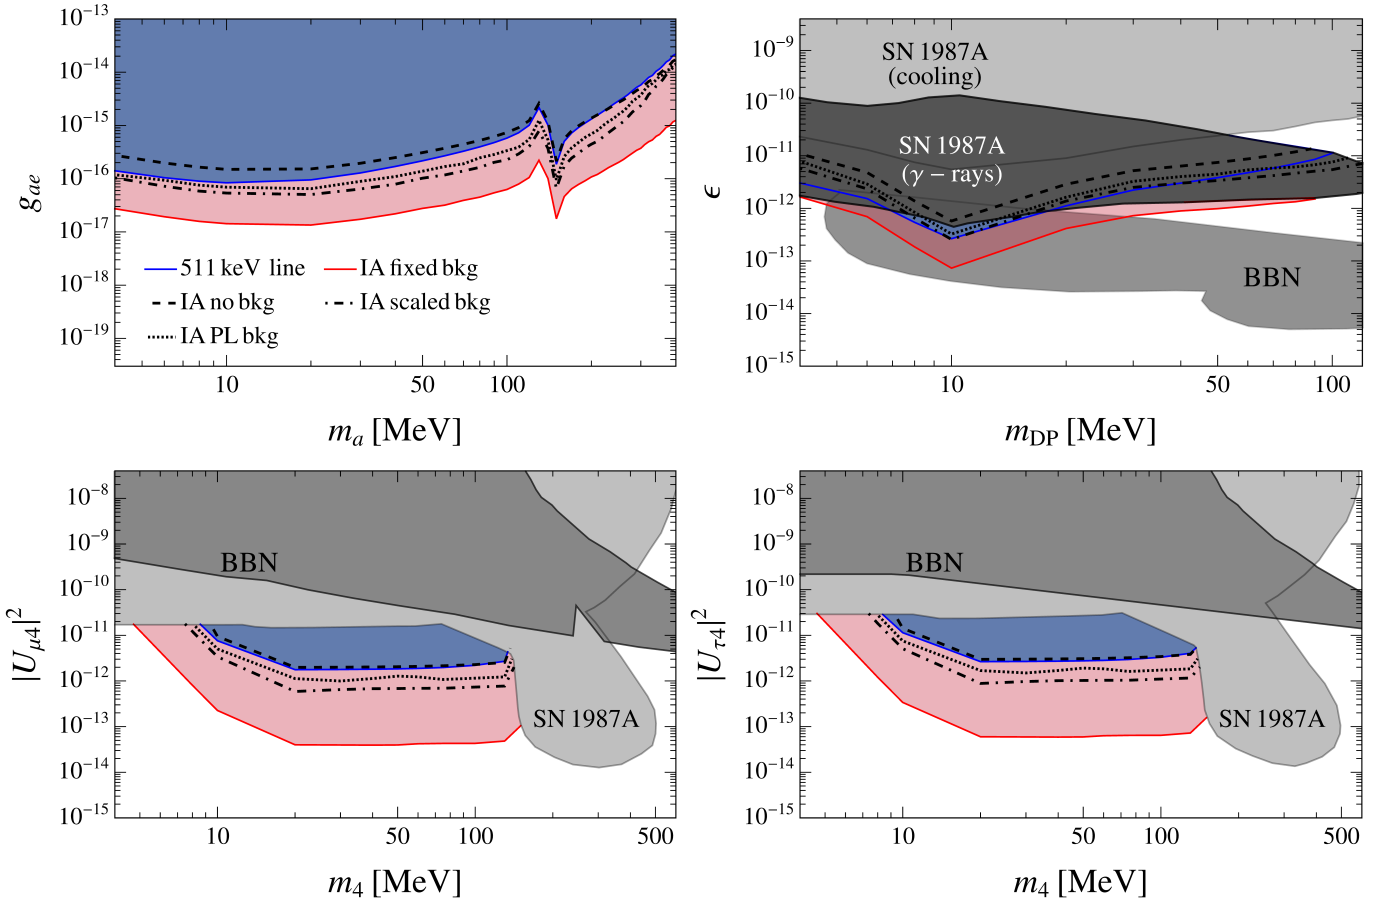 10^−13
10^−14
10^−15
10^−16
10^−17
10^−18
10^−19
g_ae
511 keV line
IA fixed bkg
IA no bkg
IA scaled bkg
IA PL bkg
10 50 100
m_a [MeV]
10^−9
10^−10
10^−11
10^−12
10^−13
10^−14
10^−15
ϵ
SN 1987A
(cooling)
SN 1987A
(γ − rays)
BBN
10 50 100
m_DP [MeV]
10^−8
10^−9
10^−10
10^−11
10^−12
10^−13
10^−14
10^−15
|U_μ4|^2
BBN
SN 1987A
10 50 100 500
m_4 [MeV]
10^−8
10^−9
10^−10
10^−11
10^−12
10^−13
10^−14
10^−15
|U_τ4|^2
BBN
SN 1987A
10 50 100 500
m_4 [MeV]